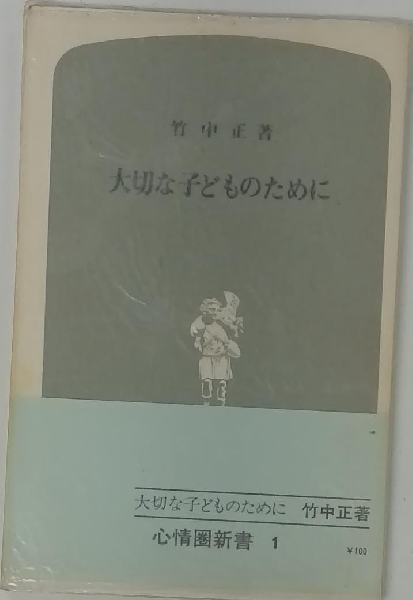 竹中正著
大切な子どものために
大切な子どものために 竹中正著
心情圏新書 1
¥100